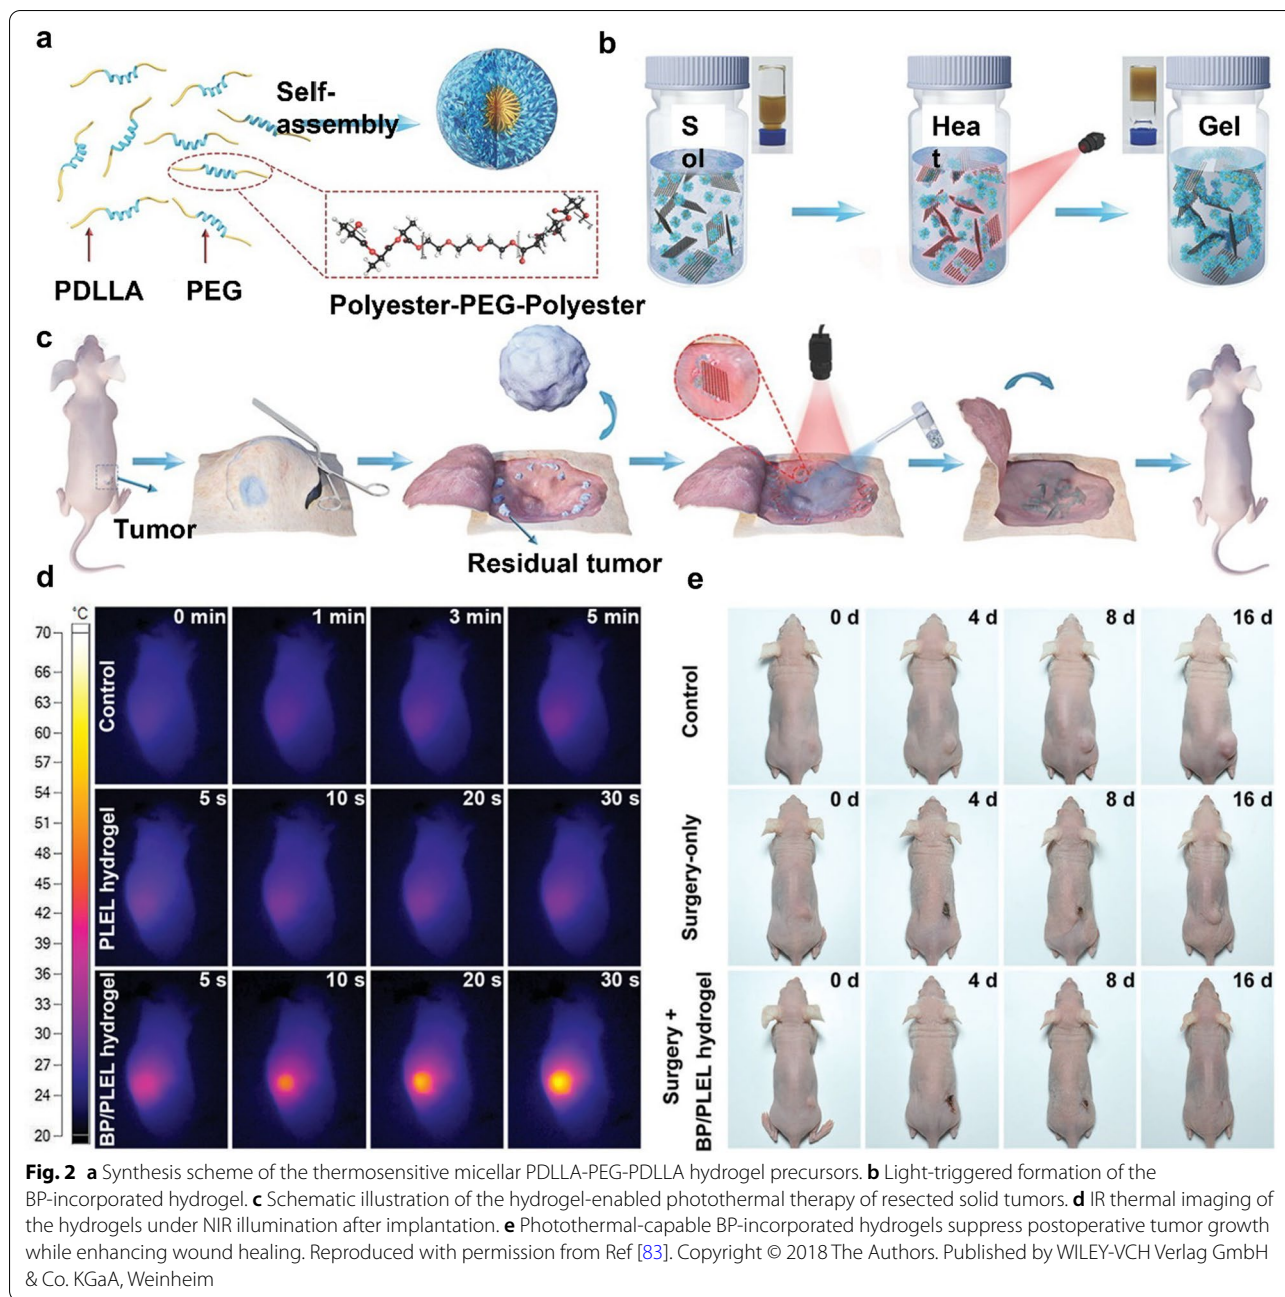 a
Self-
assembly
PDLLA
PEG
Polyester-PEG-Polyester
b
S
ol
Hea
t
Gel
c
Tumor
Residual tumor
d
°C
70
66
63
60
57
54
51
48
45
42
39
36
33
30
27
24
20
Control
0 min
1 min
3 min
5 min
PLEL hydrogel
5 s
10 s
20 s
30 s
BP/PLEL hydrogel
5 s
10 s
20 s
30 s
e
Control
0 d
4 d
8 d
16 d
Surgery-only
0 d
4 d
8 d
16 d
Surgery +
BP/PLEL hydrogel
0 d
4 d
8 d
16 d
Fig. 2 a Synthesis scheme of the thermosensitive micellar PDLLA-PEG-PDLLA hydrogel precursors. b Light-triggered formation of the
BP-incorporated hydrogel. c Schematic illustration of the hydrogel-enabled photothermal therapy of resected solid tumors. d IR thermal imaging of
the hydrogels under NIR illumination after implantation. e Photothermal-capable BP-incorporated hydrogels suppress postoperative tumor growth
while enhancing wound healing. Reproduced with permission from Ref [83]. Copyright © 2018 The Authors. Published by WILEY-VCH Verlag GmbH
& Co. KGaA, Weinheim